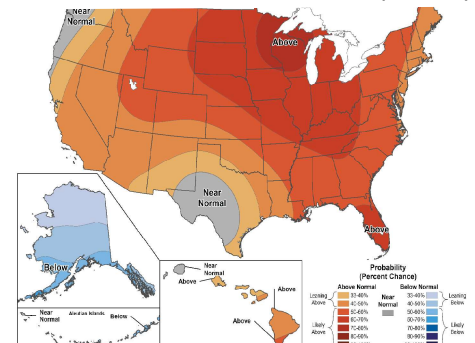 Near
Normal
Above
Near
Normal
Above
Below
Near
Normal
Above
Above
Above
Near
Normal
Aleutian Islands
Below
Probability
(Percent Chance)
Above Normal
Below Normal
Leaning
Above
33-40%
40-50%
50-60%
60-70%
Likely
Above
70-80%
80-90%
Near
Normal
33-40%
40-50%
50-60%
60-70%
70-80%
80-90%
Leaning
Below
Likely
Below